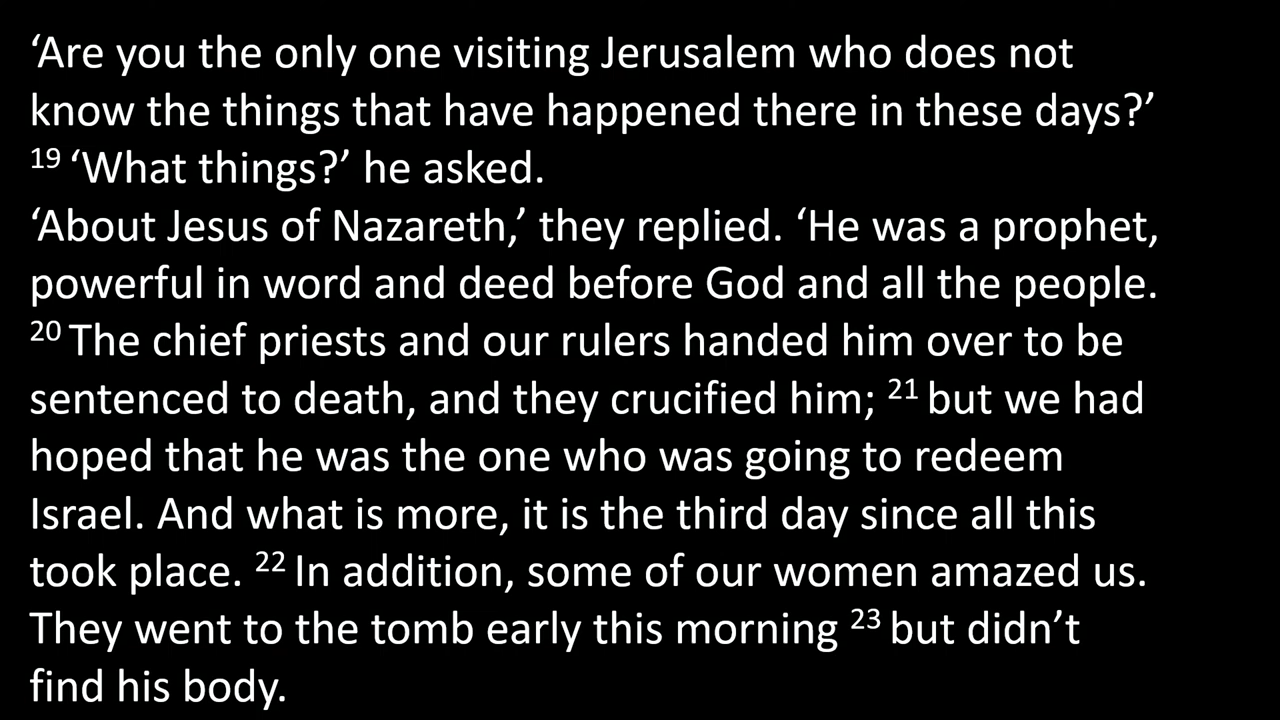 ‘Are you the only one visiting Jerusalem who does not
know the things that have happened there in these days?’
19 ‘What things?’ he asked.
‘About Jesus of Nazareth,’ they replied. ‘He was a prophet,
powerful in word and deed before God and all the people.
20 The chief priests and our rulers handed him over to be
sentenced to death, and they crucified him; 21 but we had
hoped that he was the one who was going to redeem
Israel. And what is more, it is the third day since all this
took place. 22 In addition, some of our women amazed us.
They went to the tomb early this morning 23 but didn’t
find his body.